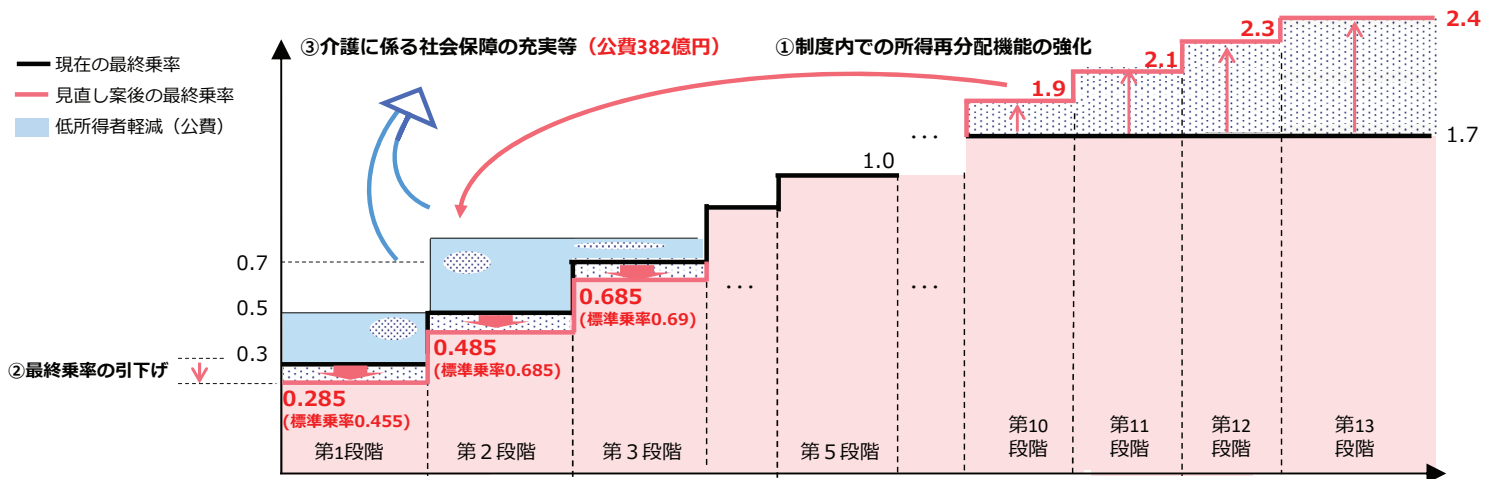 ③介護に係る社会保障の充実等（公費382億円）
①制度内での所得再分配機能の強化
現在の最終乗率
見直し案後の最終乗率
低所得者軽減（公費）
2.4
2.3
2.1
1.9
1.7
…
1.0
0.7
0.5
0.3
②最終乗率の引下げ
…
…
0.685
(標準乗率0.69)
0.485
(標準乗率0.685)
0.285
(標準乗率0.455)
第1段階
第２段階
第３段階
第５段階
第10
段階
第11
段階
第12
段階
第13
段階